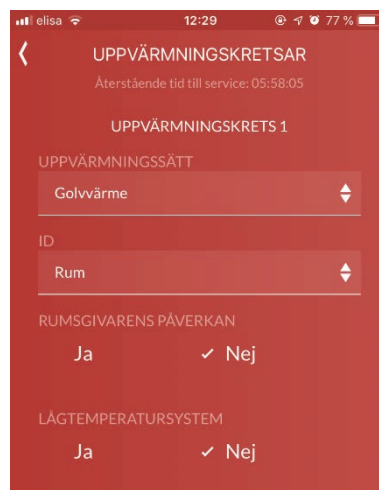 elisa 12:29 77 %
UPPVÄRMNINGSKRETSAR
Återstående tid till service: 05:58:05
UPPVÄRMNINGSKRETS 1
UPPVÄRMNINGSSÄTT
Golvvärme
ID
Rum
RUMSGIVARENS PÅVERKAN
Ja Nej
LÅGTEMPERATURSYSTEM
Ja Nej